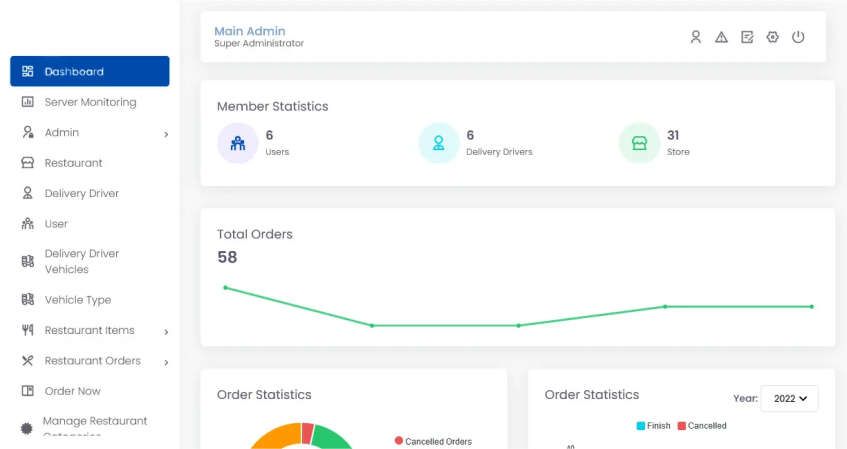 Main Admin
Super Administrator
Dashboard
Server Monitoring
Admin
Restaurant
Delivery Driver
User
Delivery Driver
Vehicles
Vehicle Type
Restaurant Items
Restaurant Orders
Order Now
Manage Restaurant
Categories
Member Statistics
6
Users
6
Delivery Drivers
31
Store
Total Orders
58
Order Statistics
Cancelled Orders
Order Statistics
Year: 2022
Finish Cancelled
40